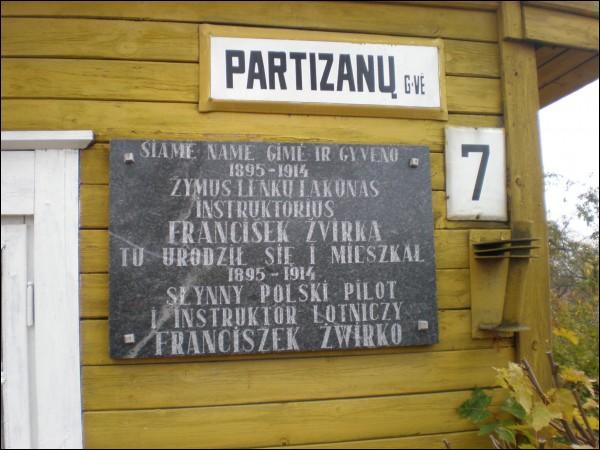 PARTIZANŲ G-VĖ
7
ŠIAME NAME GIMĖ IR GYVENO
1895-1914
ŽYMUS LENKŲ LAKŪNAS
INSTRUKTORIUS
FRANCIŠEK ŽVIRKA
TU URODZIŁ SIĘ I MIESZKAŁ
1895-1914
SŁYNNY POLSKI PILOT
I INSTRUKTOR LOTNICZY
FRANCISZEK ŻWIRKO